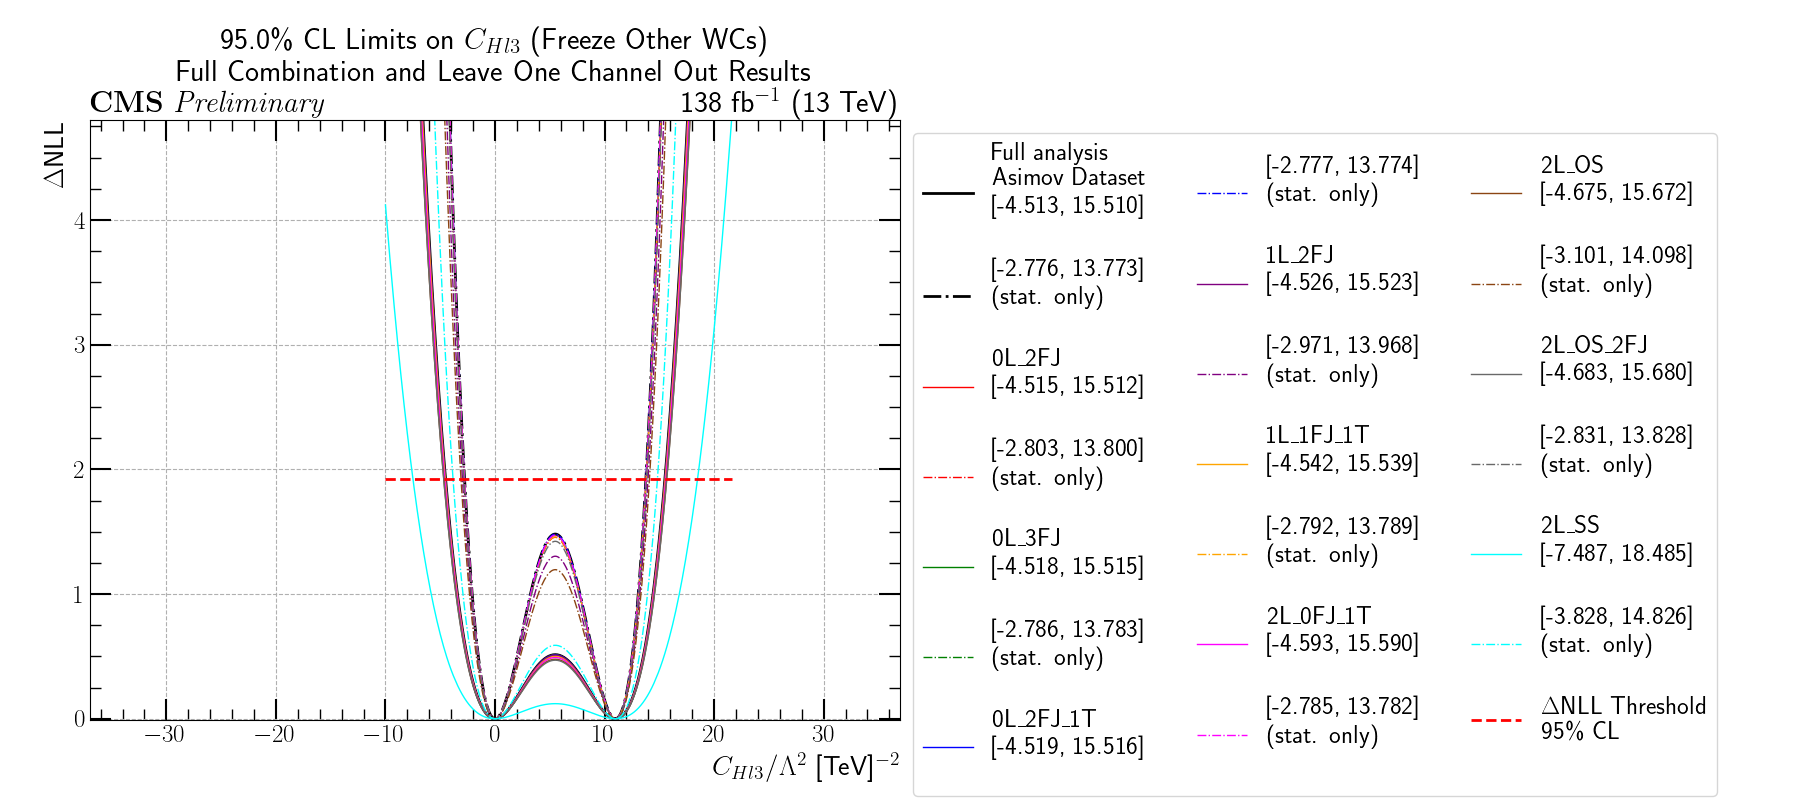 95.0% CL Limits on C_{Hl3} (Freeze Other WCs)
Full Combination and Leave One Channel Out Results
CMS Preliminary
138 fb^{−1} (13 TeV)
ΔNLL
4
3
2
1
0
−30
−20
−10
0
10
20
30
C_{Hl3}/Λ^2 [TeV]^{−2}
Full analysis
Asimov Dataset
[-4.513, 15.510]
[-2.776, 13.773]
(stat. only)
0L_2FJ
[-4.515, 15.512]
[-2.803, 13.800]
(stat. only)
0L_3FJ
[-4.518, 15.515]
[-2.786, 13.783]
(stat. only)
0L_2FJ_1T
[-4.519, 15.516]
[-2.777, 13.774]
(stat. only)
1L_2FJ
[-4.526, 15.523]
[-2.971, 13.968]
(stat. only)
1L_1FJ_1T
[-4.542, 15.539]
[-2.792, 13.789]
(stat. only)
2L_0FJ_1T
[-4.593, 15.590]
[-2.785, 13.782]
(stat. only)
2L_OS
[-4.675, 15.672]
[-3.101, 14.098]
(stat. only)
2L_OS_2FJ
[-4.683, 15.680]
[-2.831, 13.828]
(stat. only)
2L_SS
[-7.487, 18.485]
[-3.828, 14.826]
(stat. only)
ΔNLL Threshold
95% CL